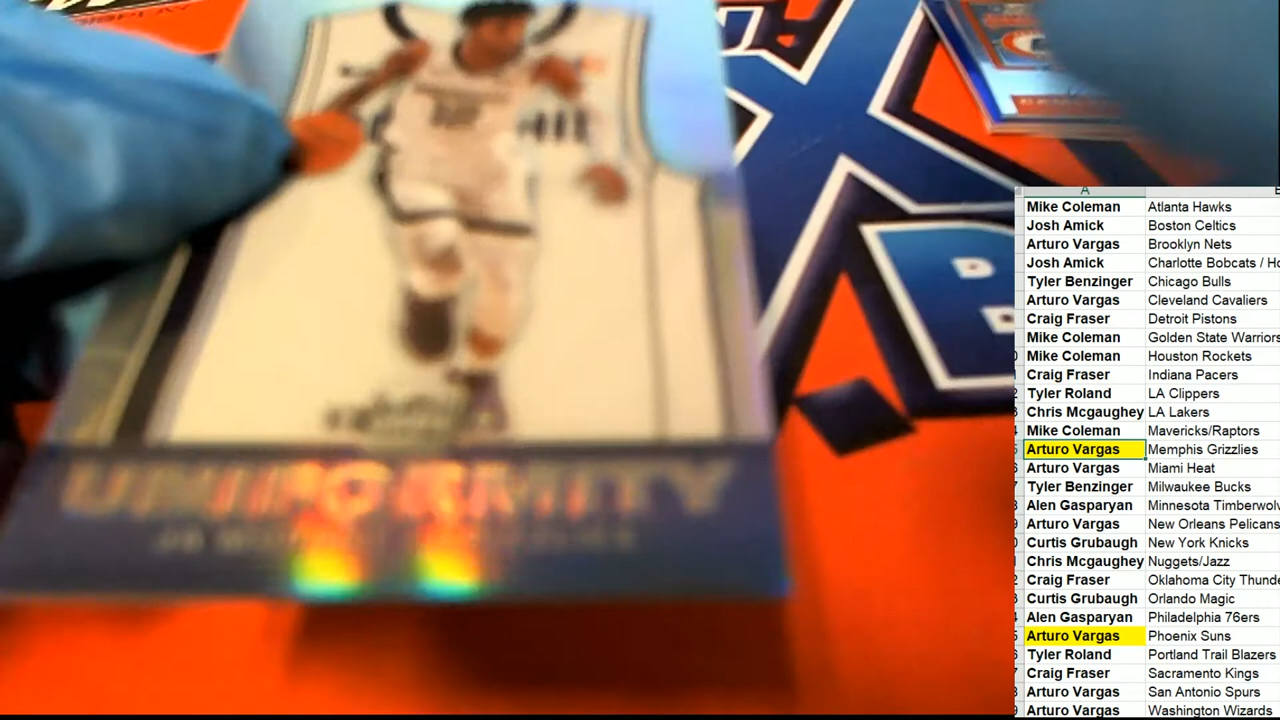 A
Mike Coleman Atlanta Hawks
Josh Amick Boston Celtics
Arturo Vargas Brooklyn Nets
Josh Amick Charlotte Bobcats / Ho
Tyler Benzinger Chicago Bulls
Arturo Vargas Cleveland Cavaliers
Craig Fraser Detroit Pistons
Mike Coleman Golden State Warriors
Mike Coleman Houston Rockets
Craig Fraser Indiana Pacers
Tyler Roland LA Clippers
Chris Mcgaughey LA Lakers
Mike Coleman Mavericks/Raptors
Arturo Vargas Memphis Grizzlies
Arturo Vargas Miami Heat
Tyler Benzinger Milwaukee Bucks
Alen Gasparyan Minnesota Timberwolv
Arturo Vargas New Orleans Pelicans
Curtis Grubaugh New York Knicks
Chris Mcgaughey Nuggets/Jazz
Craig Fraser Oklahoma City Thunde
Curtis Grubaugh Orlando Magic
Alen Gasparyan Philadelphia 76ers
Arturo Vargas Phoenix Suns
Tyler Roland Portland Trail Blazers
Craig Fraser Sacramento Kings
Arturo Vargas San Antonio Spurs
Arturo Vargas Washington Wizards